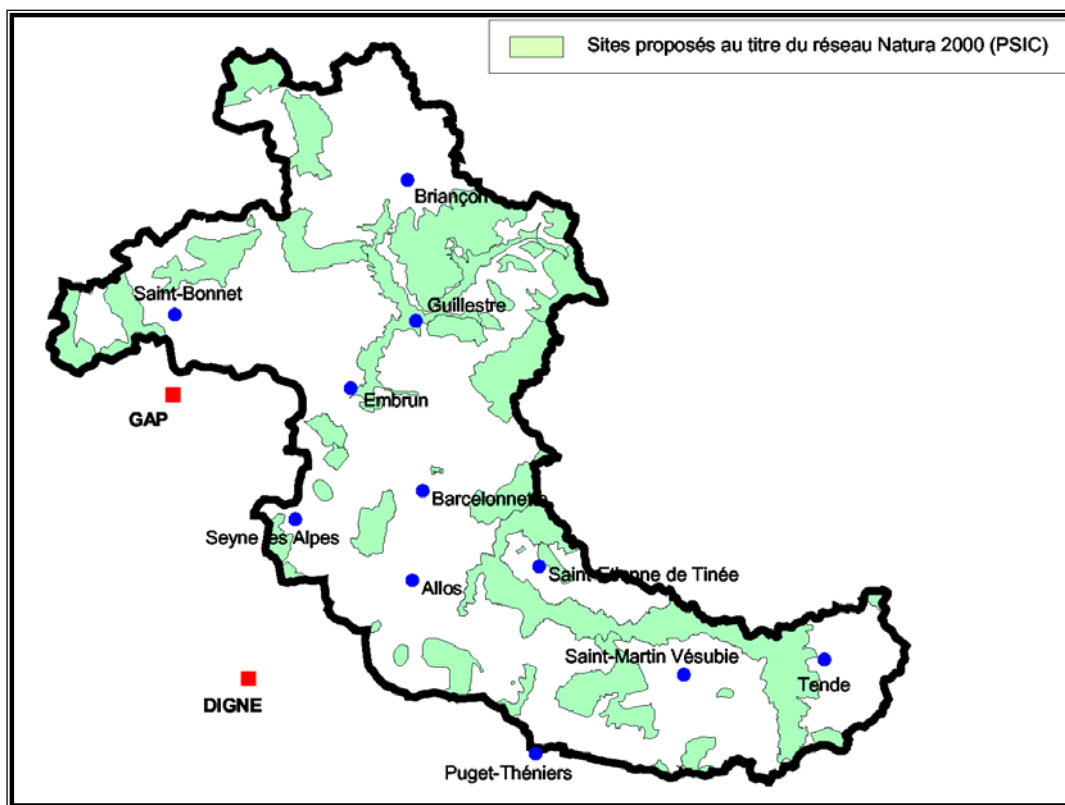 Sites proposés au titre du réseau Natura 2000 (PSIC)
Briançon
Saint-Bonnet
Guillestre
Embrun
GAP
Barcelonnette
Seyne les Alpes
Saint-Etienne de Tinée
Allos
Saint-Martin Vésubie
Tende
DIGNE
Puget-Théniers